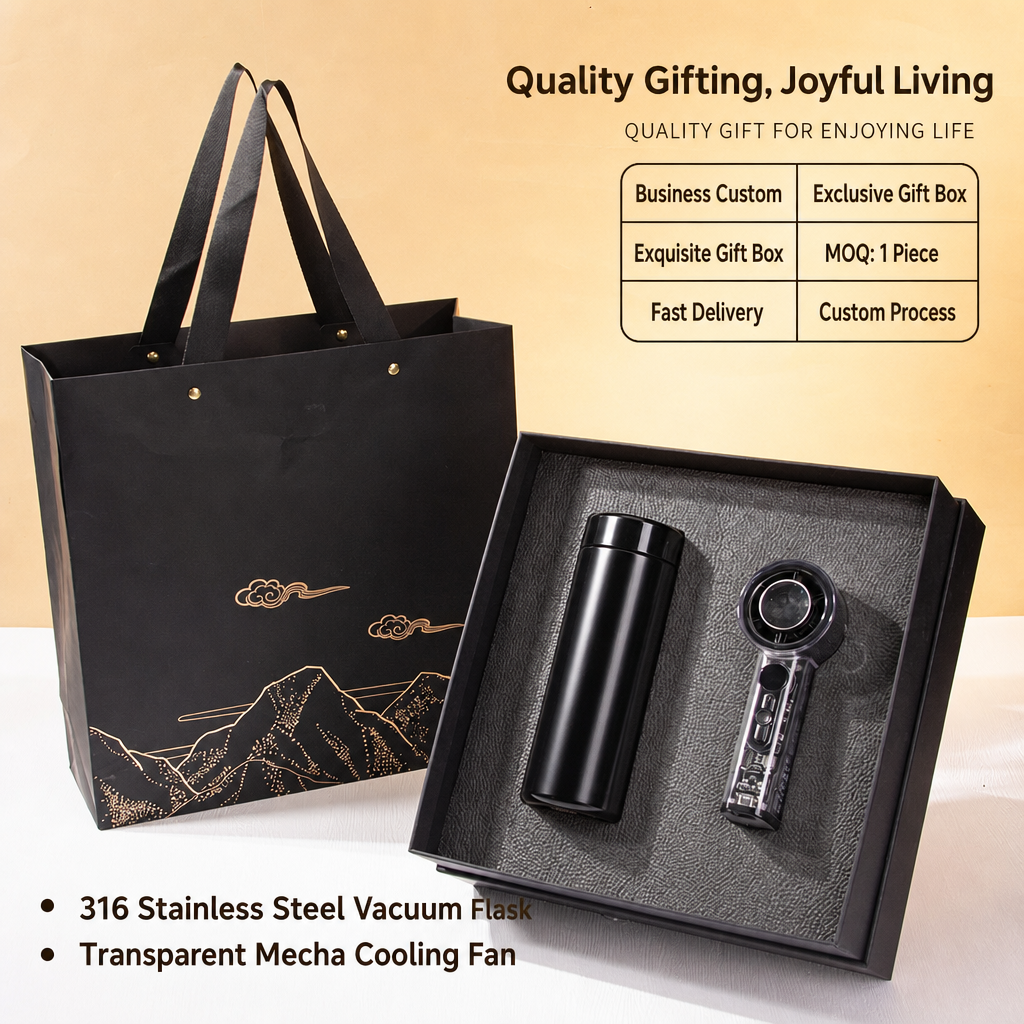 Quality Gifting, Joyful Living
QUALITY GIFT FOR ENJOYING LIFE
Business Custom
Exclusive Gift Box
Exquisite Gift Box
MOQ: 1 Piece
Fast Delivery
Custom Process
• 316 Stainless Steel Vacuum Flask
• Transparent Mecha Cooling Fan